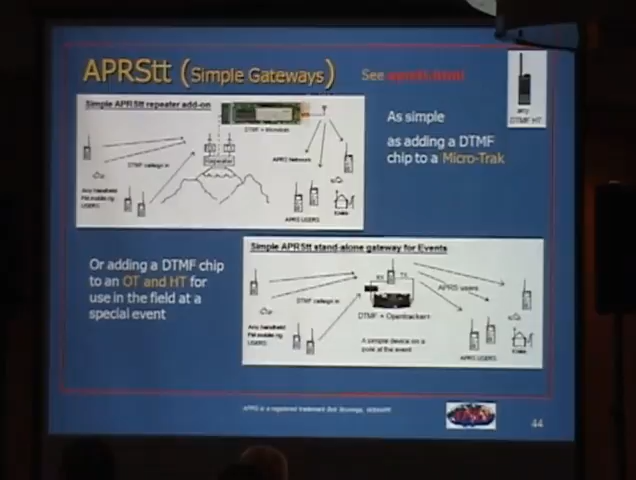 APRStt (Simple Gateways)
See
any
DTMF HT
Simple APRStt repeater add-on
As simple
as adding a DTMF
chip to a Micro-Trak
Repeater
APRS Network
DTMF callsign in
Any handheld
FM mobile rig
USERS
APRS USERS
Or adding a DTMF chip
to an OT and HT for
use in the field at a
special event
Simple APRStt stand-alone gateway for Events
RX TX
APRS users
DTMF callsign in
DTMF + Opentracker+
Any handheld
FM mobile rig
USERS
A simple device on a
pole at the event
APRS USERS
APRS is a registered trademark Bob Bruninga, WB4APR
44